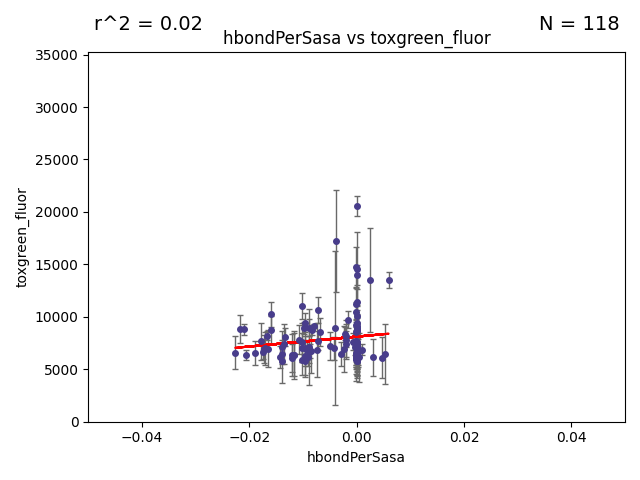 r^2 = 0.02
N = 118
hbondPerSasa vs toxgreen_fluor
35000
30000
25000
20000
15000
10000
5000
0
toxgreen_fluor
−0.04
−0.02
0.00
0.02
0.04
hbondPerSasa